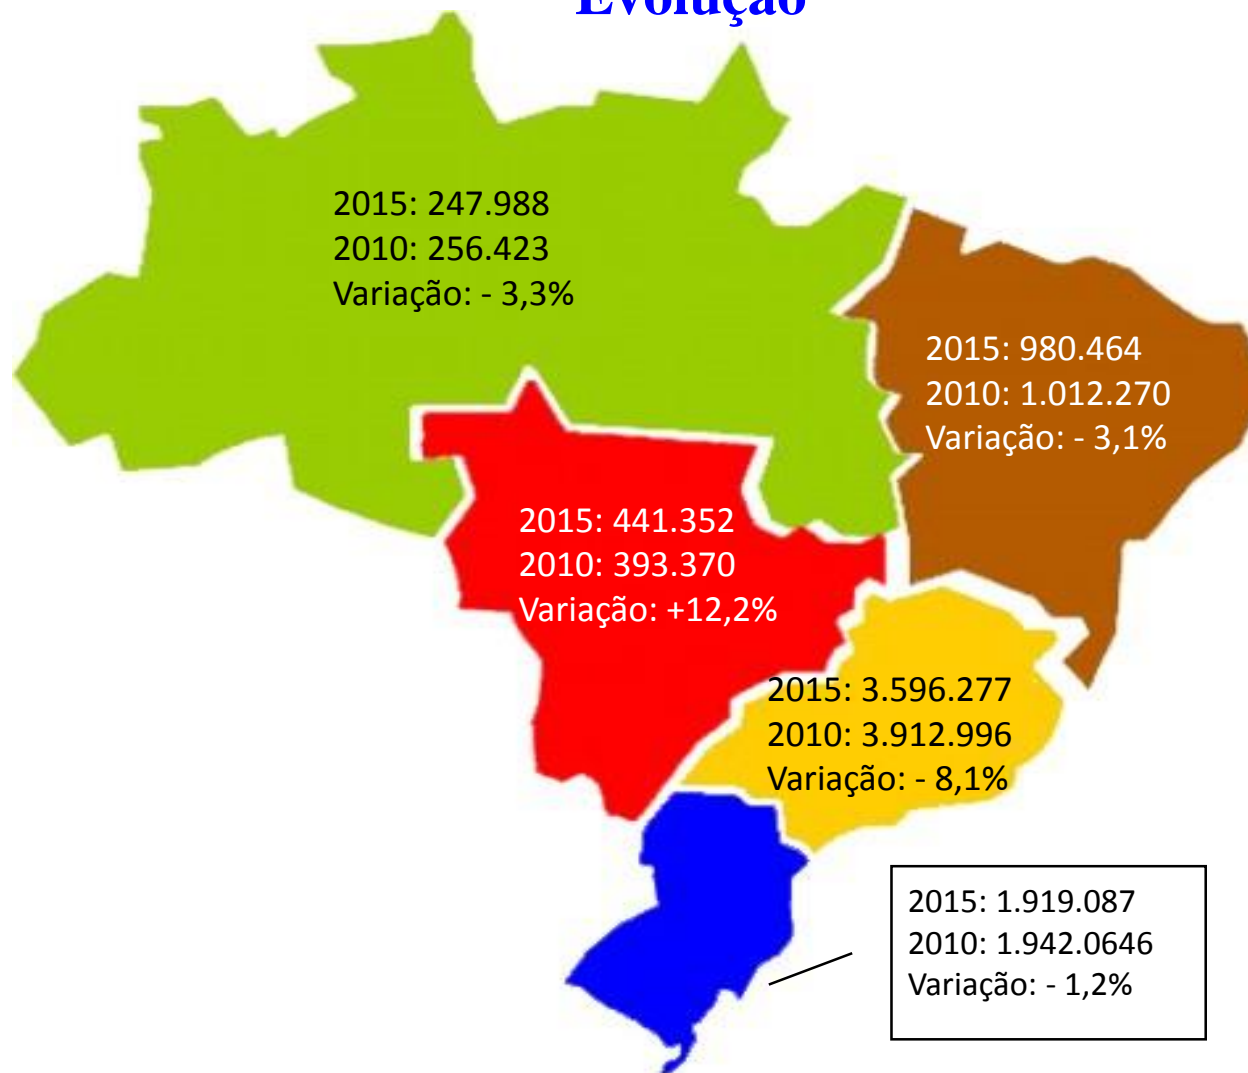 Evolução
2015: 247.988
2010: 256.423
Variação: - 3,3%
2015: 980.464
2010: 1.012.270
Variação: - 3,1%
2015: 441.352
2010: 393.370
Variação: +12,2%
2015: 3.596.277
2010: 3.912.996
Variação: - 8,1%
2015: 1.919.087
2010: 1.942.0646
Variação: - 1,2%